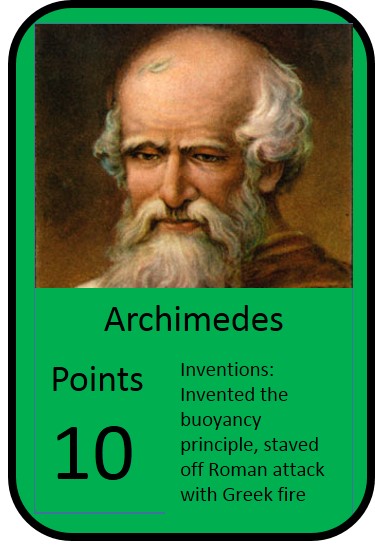 Archimedes
Points
10
Inventions:
Invented the
buoyancy
principle, staved
off Roman attack
with Greek fire